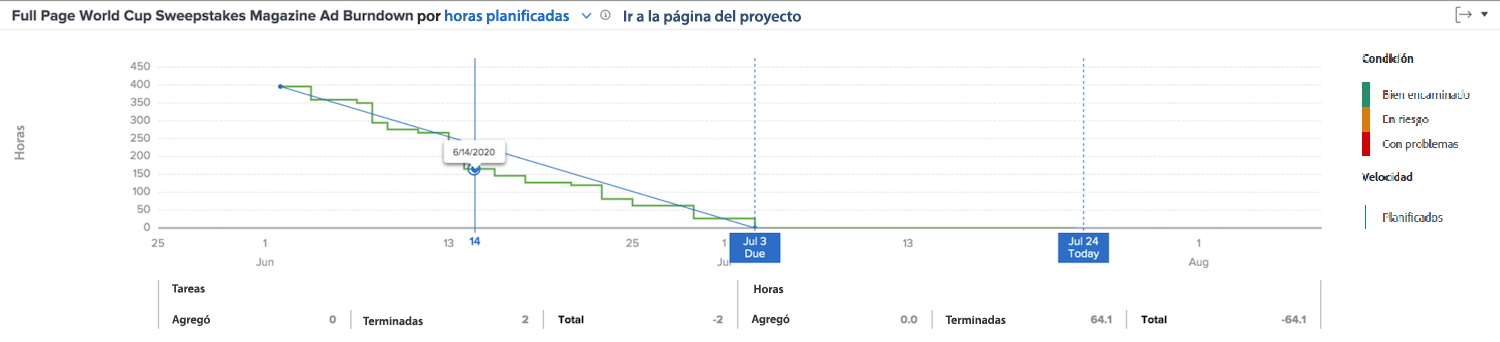 Full Page World Cup Sweepstakes Magazine Ad Burndown por horas planificadas Ir a la página del proyecto
Condición
Bien encaminado
En riesgo
Con problemas
Velocidad
Planificados
Horas
450
400
350
300
250
200
150
100
50
0
6/14/2020
25 1 13 14 25 1 Jul 3 13 Jul 24 1
Jun Due Today Aug
Tareas Horas
Agregó 0 Terminadas 2 Total -2 Agregó 0.0 Terminadas 64.1 Total -64.1